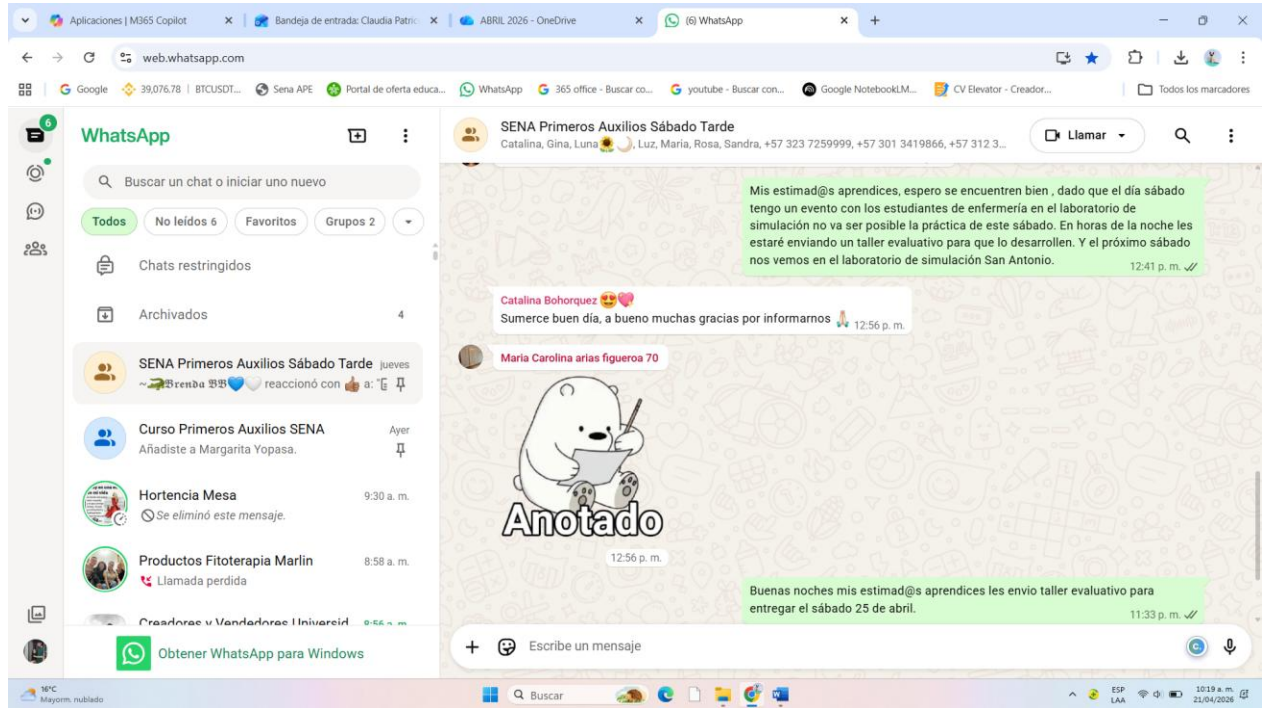 Aplicaciones | M365 Copilot
Bandeja de entrada: Claudia Patric
ABRIL 2026 - OneDrive
(6) WhatsApp
web.whatsapp.com
Google
39,076.78 | BTCUSDT...
Sena APE
Portal de oferta educa...
WhatsApp
365 office - Buscar co...
youtube - Buscar con...
Google NotebookLM...
CV Elevator - Creador...
Todos los marcadores
6
WhatsApp
Buscar un chat o iniciar uno nuevo
Todos
No leídos 6
Favoritos
Grupos 2
Chats restringidos
Archivados
4
SENA Primeros Auxilios Sábado Tarde
jueves
~🐊𝕭𝖗𝖊𝖓𝖉𝖆 𝕭𝕭💙🤍 reaccionó con 👍🏾 a: "
Curso Primeros Auxilios SENA
Ayer
Añadiste a Margarita Yopasa.
Hortencia Mesa
9:30 a. m.
Se eliminó este mensaje.
Productos Fitoterapia Marlin
8:58 a. m.
Llamada perdida
Creadores y Vendedores Universid
8:56 a. m.
Obtener WhatsApp para Windows
SENA Primeros Auxilios Sábado Tarde
Catalina, Gina, Luna🌻🌙, Luz, Maria, Rosa, Sandra, +57 323 7259999, +57 301 3419866, +57 312 3...
Llamar
Mis estimad@s aprendices, espero se encuentren bien , dado que el día sábado
tengo un evento con los estudiantes de enfermería en el laboratorio de
simulación no va ser posible la práctica de este sábado. En horas de la noche les
estaré enviando un taller evaluativo para que lo desarrollen. Y el próximo sábado
nos vemos en el laboratorio de simulación San Antonio.
12:41 p. m.
Catalina Bohorquez 😍💖
Sumerce buen día, a bueno muchas gracias por informarnos 🙏🏻
12:56 p. m.
Maria Carolina arias figueroa 70
Anotado
12:56 p. m.
Buenas noches mis estimad@s aprendices les envio taller evaluativo para
entregar el sábado 25 de abril.
11:33 p. m.
Escribe un mensaje
16°C
Mayorm. nublado
Buscar
ESP
LAA
10:19 a. m.
21/04/2026